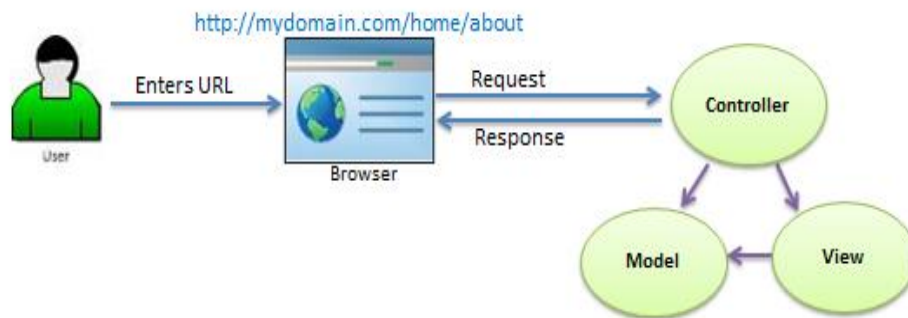 http://mydomain.com/home/about
Enters URL
Request
Controller
Response
User
Browser
Model
View